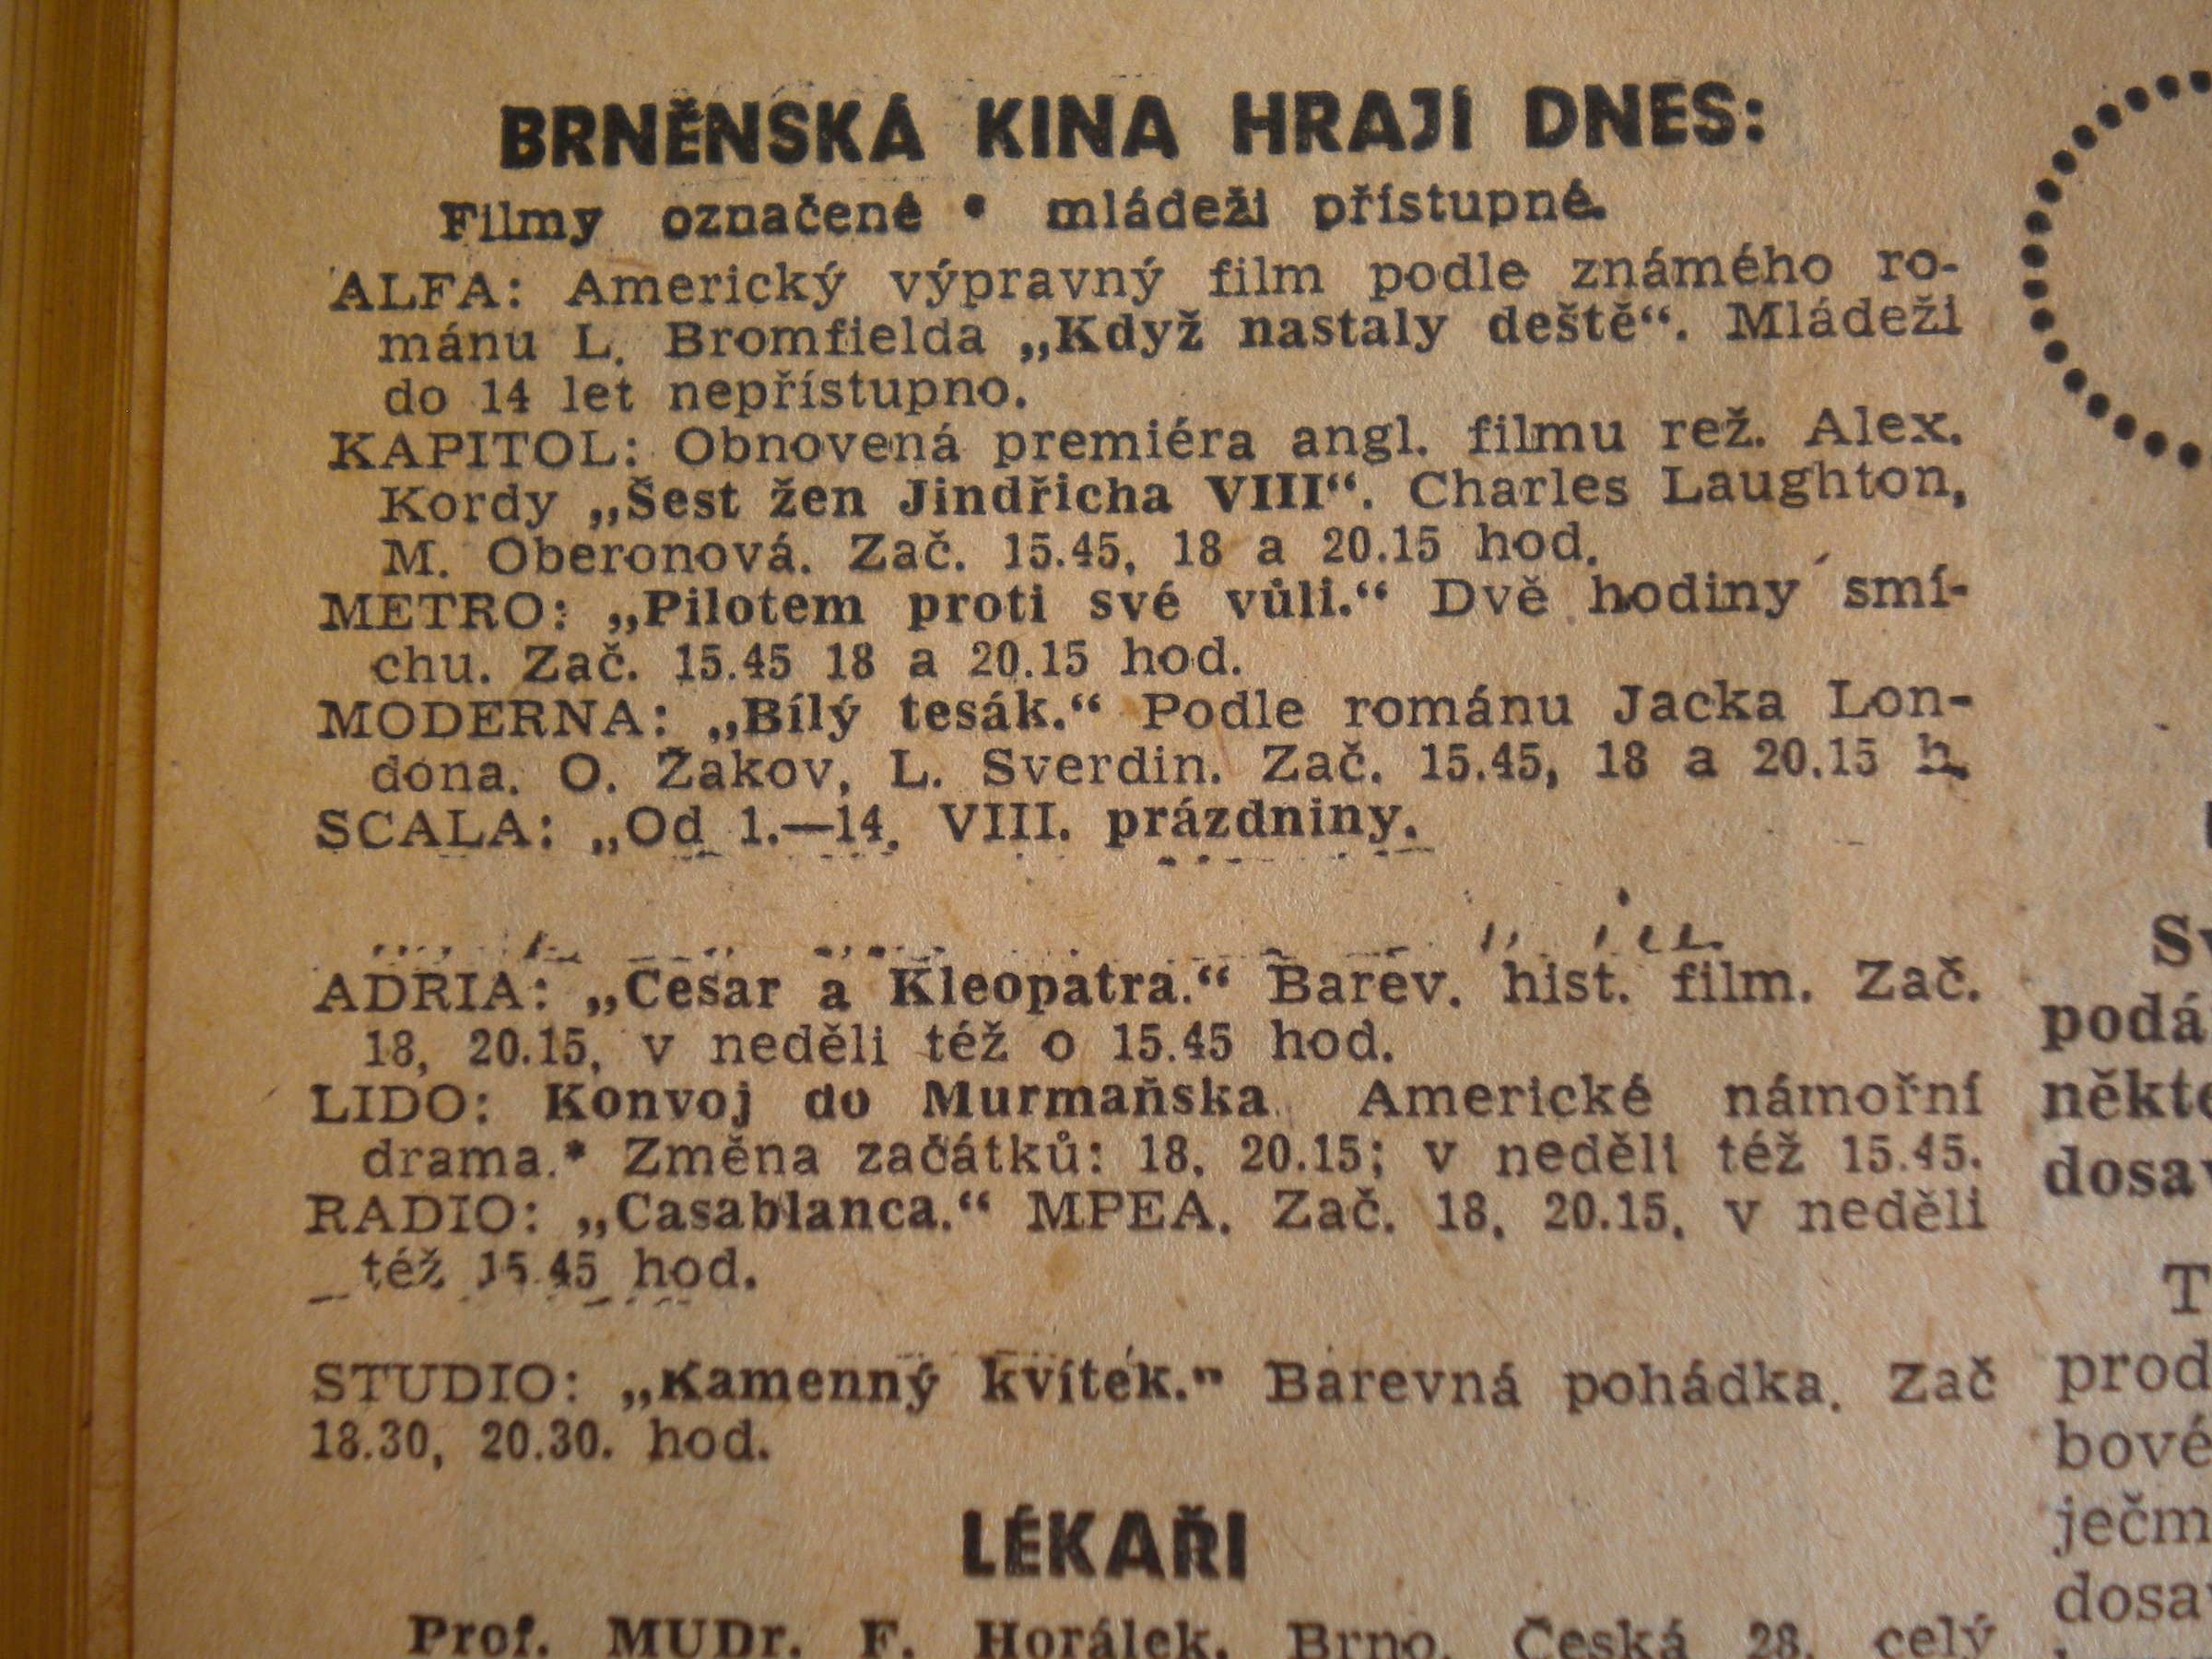 BRNĚNSKÁ KINA HRAJÍ DNES:
Filmy označené • mládeži přístupné.
ALFA: Americký výpravný film podle známého ro-
mánu L. Bromfielda „Když nastaly deště“. Mládeži
do 14 let nepřístupno.
KAPITOL: Obnovená premiéra angl. filmu rež. Alex.
Kordy „Šest žen Jindřicha VIII“. Charles Laughton,
M. Oberonová. Zač. 15.45, 18 a 20.15 hod.
METRO: „Pilotem proti své vůli.“ Dvě hodiny smí-
chu. Zač. 15.45 18 a 20.15 hod.
MODERNA: „Bílý tesák.“ Podle románu Jacka Lon-
dona. O. Žakov, L. Sverdin. Zač. 15.45, 18 a 20.15 h.
SCALA: „Od 1.—14. VIII. prázdniny.
ADRIA: „Cesar a Kleopatra.“ Barev. hist. film. Zač.
18, 20.15, v neděli též o 15.45 hod.
LIDO: Konvoj do Murmaňska. Americké námořní
drama.* Změna začátků: 18, 20.15; v neděli též 15.45.
RADIO: „Casablanca.“ MPEA. Zač. 18, 20.15, v neděli
též 15.45 hod.
STUDIO: „Kamenný kvítek.“ Barevná pohádka. Zač
18.30, 20.30. hod.
LÉKAŘI
Prof. MUDr. F. Horálek, Brno, Česká 28, celý
podá
někte
dosav
prod
bové
ječm
dosa